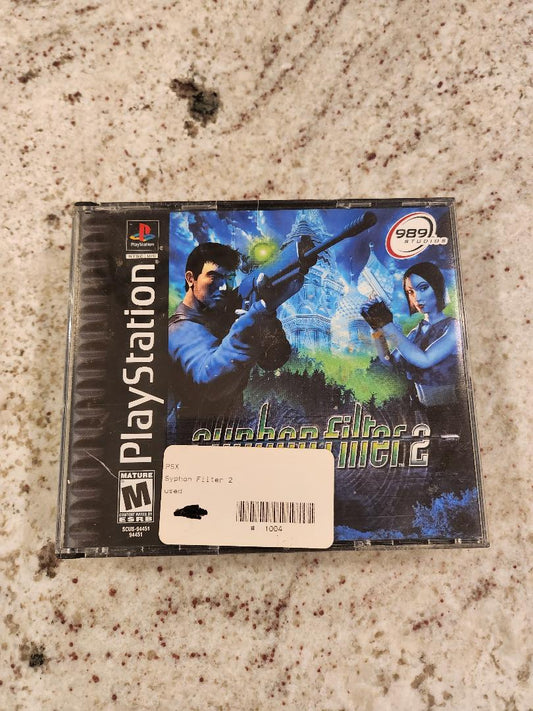 PlayStation
989
STUDIOS
PlayStation
syphon filter 2
MATURE
M
CONTENT RATED BY
ESRB
SCUS-94451
94451
PSX
Syphon Filter 2
used
# 1004